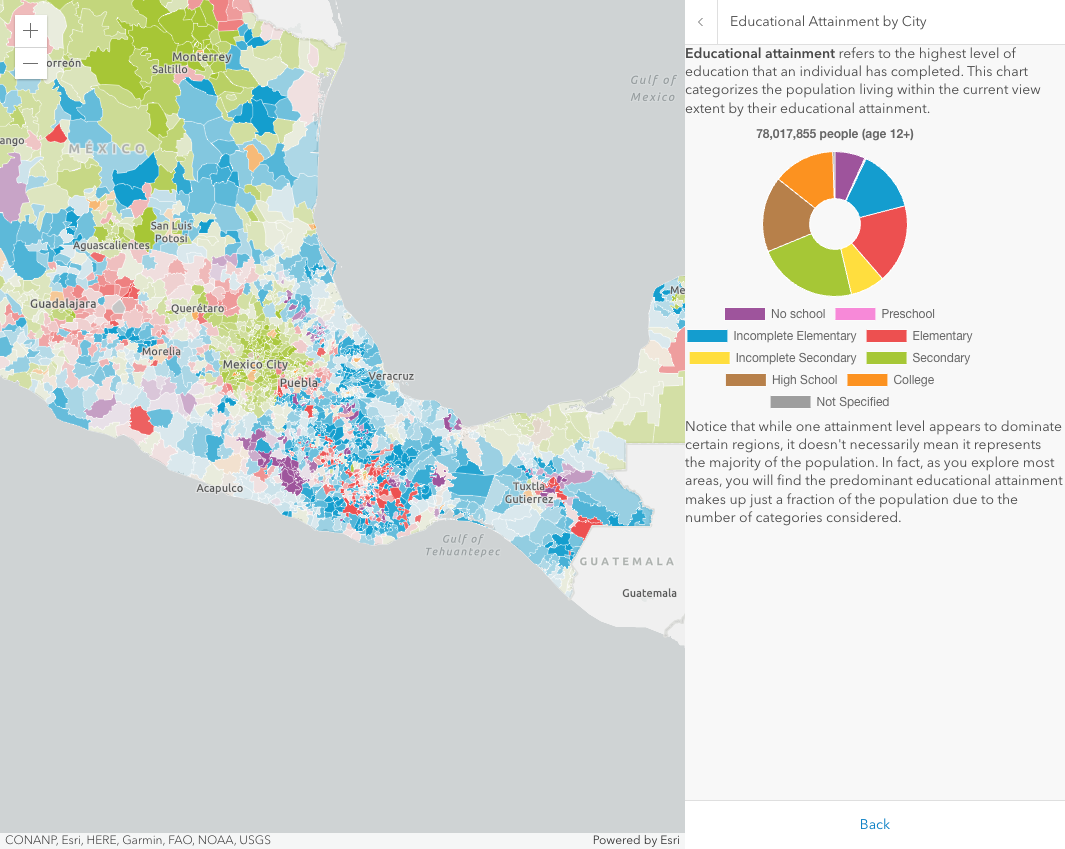 Educational Attainment by City
Educational attainment refers to the highest level of
education that an individual has completed. This chart
categorizes the population living within the current view
extent by their educational attainment.
78,017,855 people (age 12+)
No school
Preschool
Incomplete Elementary
Elementary
Incomplete Secondary
Secondary
High School
College
Not Specified
Notice that while one attainment level appears to dominate
certain regions, it doesn't necessarily mean it represents
the majority of the population. In fact, as you explore most
areas, you will find the predominant educational attainment
makes up just a fraction of the population due to the
number of categories considered.
Back
Monterrey
Saltillo
orreón
ango
MÉXICO
Gulf of
Mexico
San Luis
Potosi
Aguascalientes
Guadalajara
Querétaro
Me
Morelia
Mexico City
Puebla
Veracruz
Acapulco
Tuxtla
Gutierrez
Gulf of
Tehuantepec
GUATEMALA
Guatemala
CONANP, Esri, HERE, Garmin, FAO, NOAA, USGS
Powered by Esri